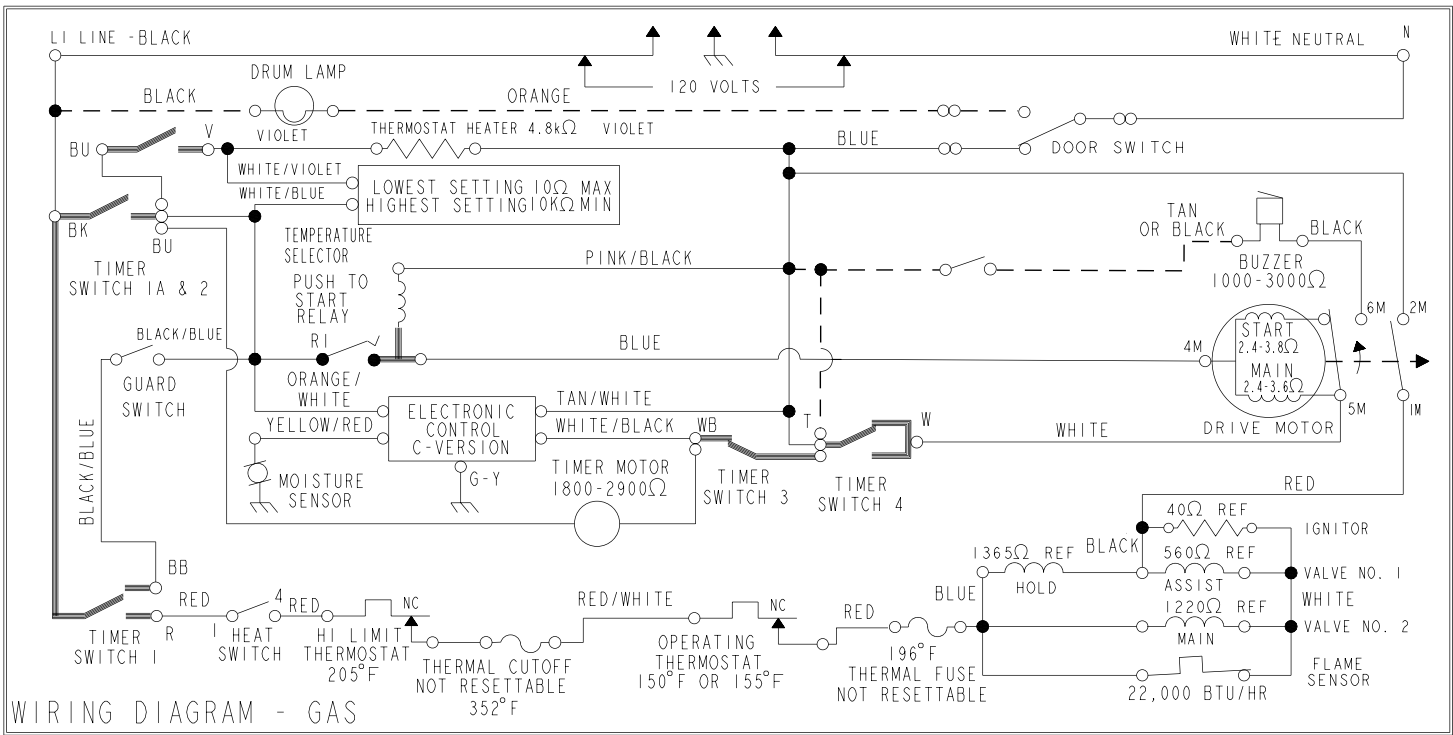 LI LINE - BLACK
WHITE NEUTRAL
N
DRUM LAMP
120 VOLTS
BLACK
ORANGE
BU
V
VIOLET
THERMOSTAT HEATER 4.8kΩ
VIOLET
BLUE
DOOR SWITCH
WHITE/VIOLET
WHITE/BLUE
LOWEST SETTING 10Ω MAX
HIGHEST SETTING 10KΩ MIN
BK
BU
TIMER
SWITCH 1A & 2
TEMPERATURE
SELECTOR
PUSH TO
START
RELAY
PINK/BLACK
TAN
OR BLACK
BLACK
BUZZER
1000-3000Ω
6M
2M
BLACK/BLUE
R1
BLUE
4M
START
2.4-3.8Ω
MAIN
2.4-3.6Ω
5M
1M
DRIVE MOTOR
GUARD
SWITCH
ORANGE/
WHITE
YELLOW/RED
ELECTRONIC
CONTROL
C-VERSION
TAN/WHITE
WHITE/BLACK
WB
T
W
WHITE
BLACK/BLUE
MOISTURE
SENSOR
G-Y
TIMER MOTOR
1800-2900Ω
TIMER
SWITCH 3
TIMER
SWITCH 4
RED
40Ω REF
IGNITOR
BB
1365Ω REF
HOLD
BLACK
560Ω REF
ASSIST
VALVE NO. 1
BLUE
WHITE
1220Ω REF
MAIN
VALVE NO. 2
RED
R
1
4
HEAT
SWITCH
RED
NC
HI LIMIT
THERMOSTAT
205°F
THERMAL CUTOFF
NOT RESETTABLE
352°F
RED/WHITE
NC
OPERATING
THERMOSTAT
150°F OR 155°F
RED
196°F
THERMAL FUSE
NOT RESETTABLE
22,000 BTU/HR
FLAME
SENSOR
TIMER
SWITCH 1
WIRING DIAGRAM - GAS